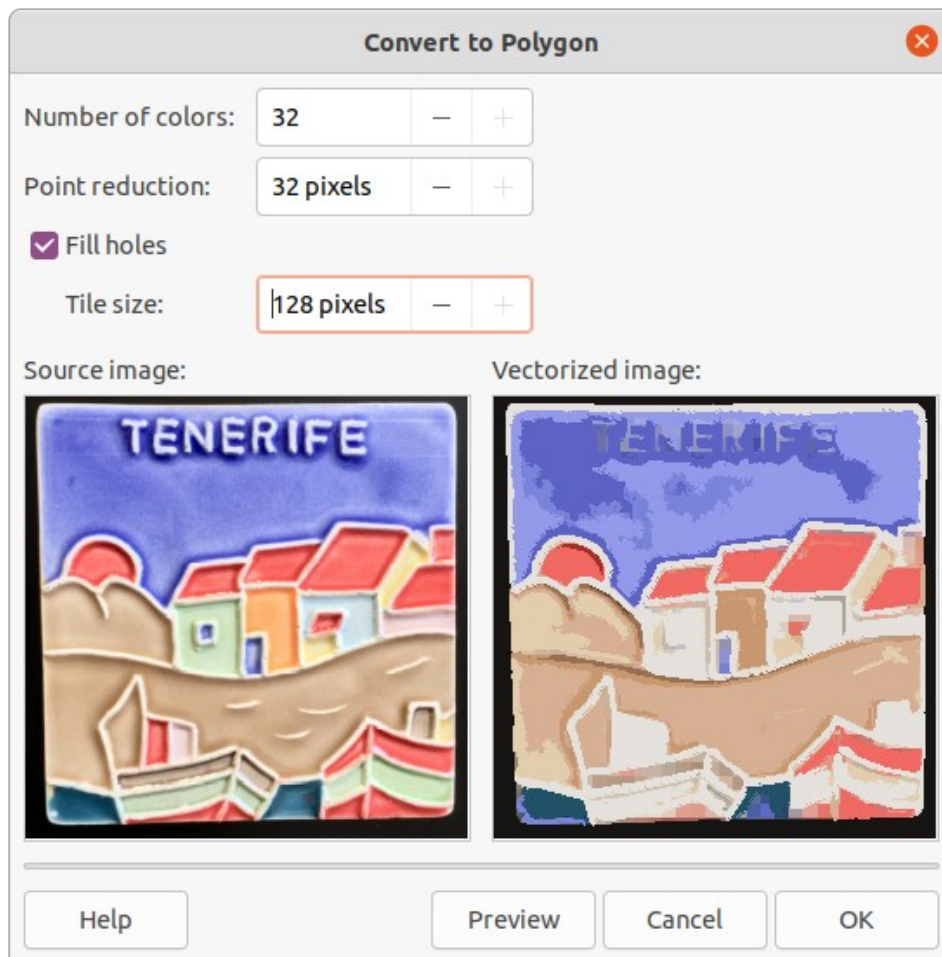 Convert to Polygon
Number of colors: 32
Point reduction: 32 pixels
Fill holes
Tile size: 128 pixels
Source image: Vectorized image:
TENERIFE TENERIFE
Help Preview Cancel OK